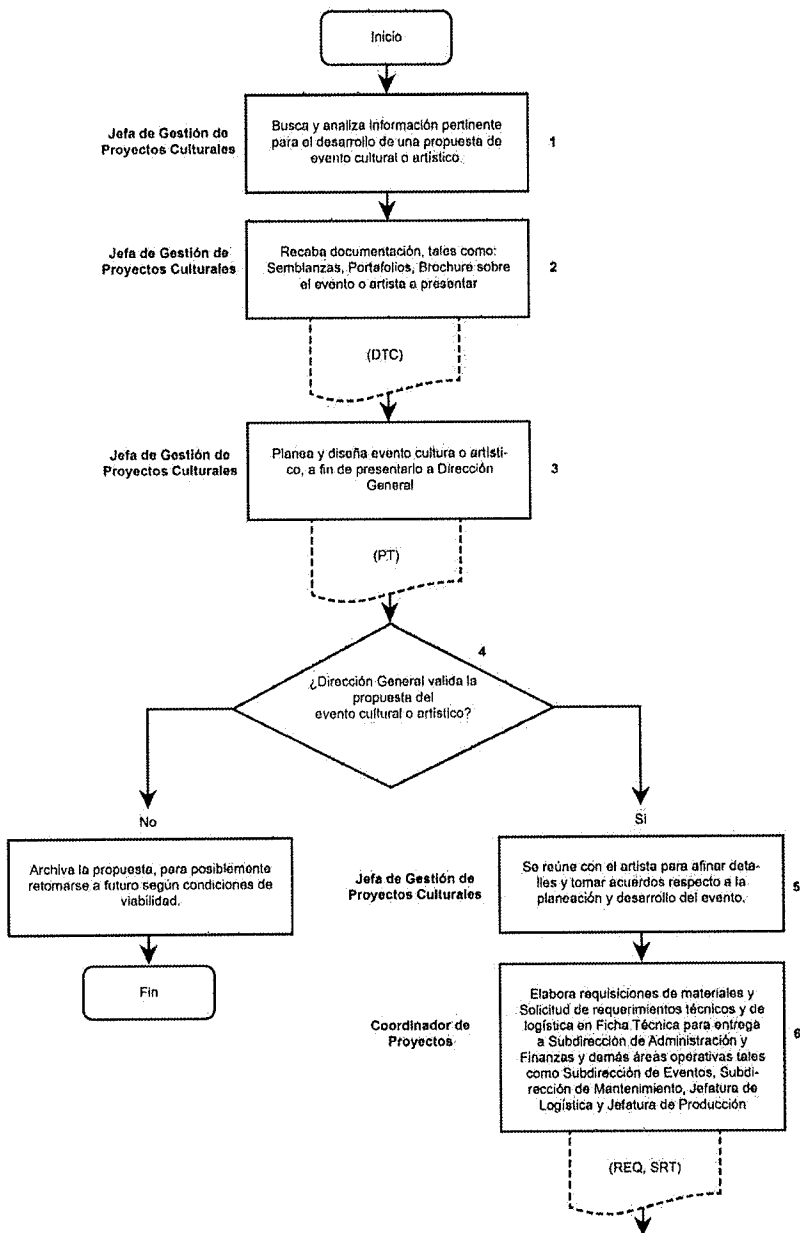 Inicio
Jefa de Gestión de
Proyectos Culturales
Busca y analiza información pertinente
para el desarrollo de una propuesta de
evento cultural o artístico.
1
Jefa de Gestión de
Proyectos Culturales
Recaba documentación, tales como:
Semblanzas, Portafolios, Brochure sobre
el evento o artista a presentar
2
(DTC)
Jefa de Gestión de
Proyectos Culturales
Planea y diseña evento cultura o artísti-
co, a fin de presentarlo a Dirección
General
3
(PT)
4
¿Dirección General valida la
propuesta del
evento cultural o artístico?
No
Si
Archiva la propuesta, para posiblemente
retomarse a futuro según condiciones de
viabilidad.
Fin
Jefa de Gestión de
Proyectos Culturales
Se reúne con el artista para afinar deta-
lles y tomar acuerdos respecto a la
planeación y desarrollo del evento.
5
Coordinador de
Proyectos
Elabora requisiciones de materiales y
Solicitud de requerimientos técnicos y de
logística en Ficha Técnica para entrega
a Subdirección de Administración y
Finanzas y demás áreas operativas tales
como Subdirección de Eventos, Subdi-
rección de Mantenimiento, Jefatura de
Logística y Jefatura de Producción
6
(REQ, SRT)